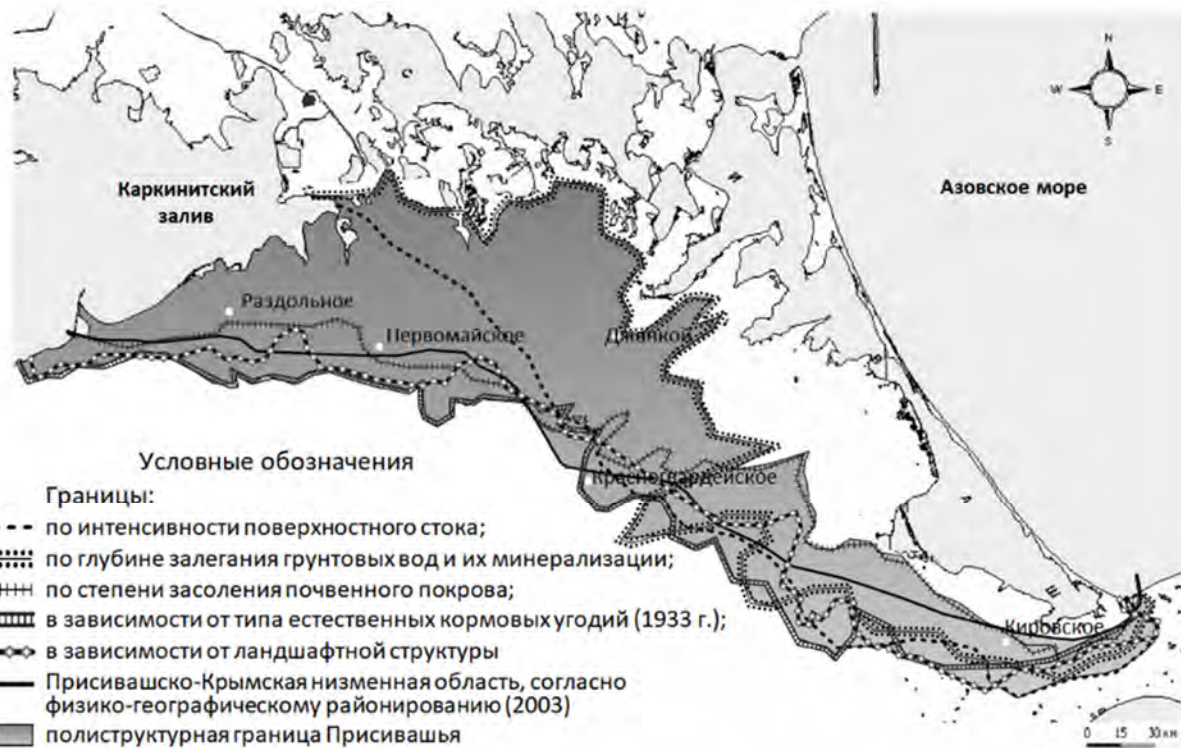 N
W E
S
Каркинитский
залив
Азовское море
Раздольное
Первомайское
Джанкой
Красногвардейское
Кировское
Условные обозначения
Границы:
по интенсивности поверхностного стока;
по глубине залегания грунтовых вод и их минерализации;
по степени засоления почвенного покрова;
в зависимости от типа естественных кормовых угодий (1933 г.);
в зависимости от ландшафтной структуры
Присивашско-Крымская низменная область, согласно
физико-географическому районированию (2003)
полиструктурная граница Присивашья
0 15 30 км